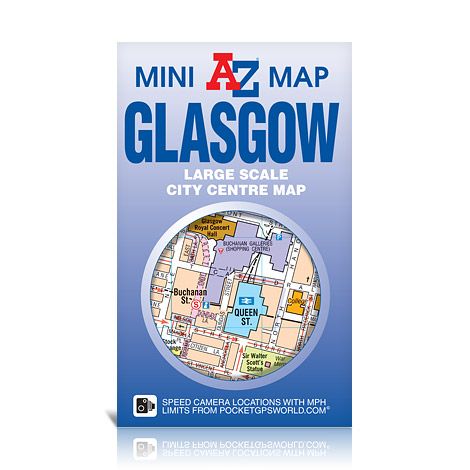 MINI AZ MAP
GLASGOW
LARGE SCALE
CITY CENTRE MAP
Glasgow
Royal Concert
Hall
BUCHANAN GALLERIES
(SHOPPING CENTRE)
Buchanan
St.
QUEEN
ST.
College
Sir Walter
Scott's
Statue
SPEED CAMERA LOCATIONS WITH MPH
LIMITS FROM POCKETGPSWORLD.COM®